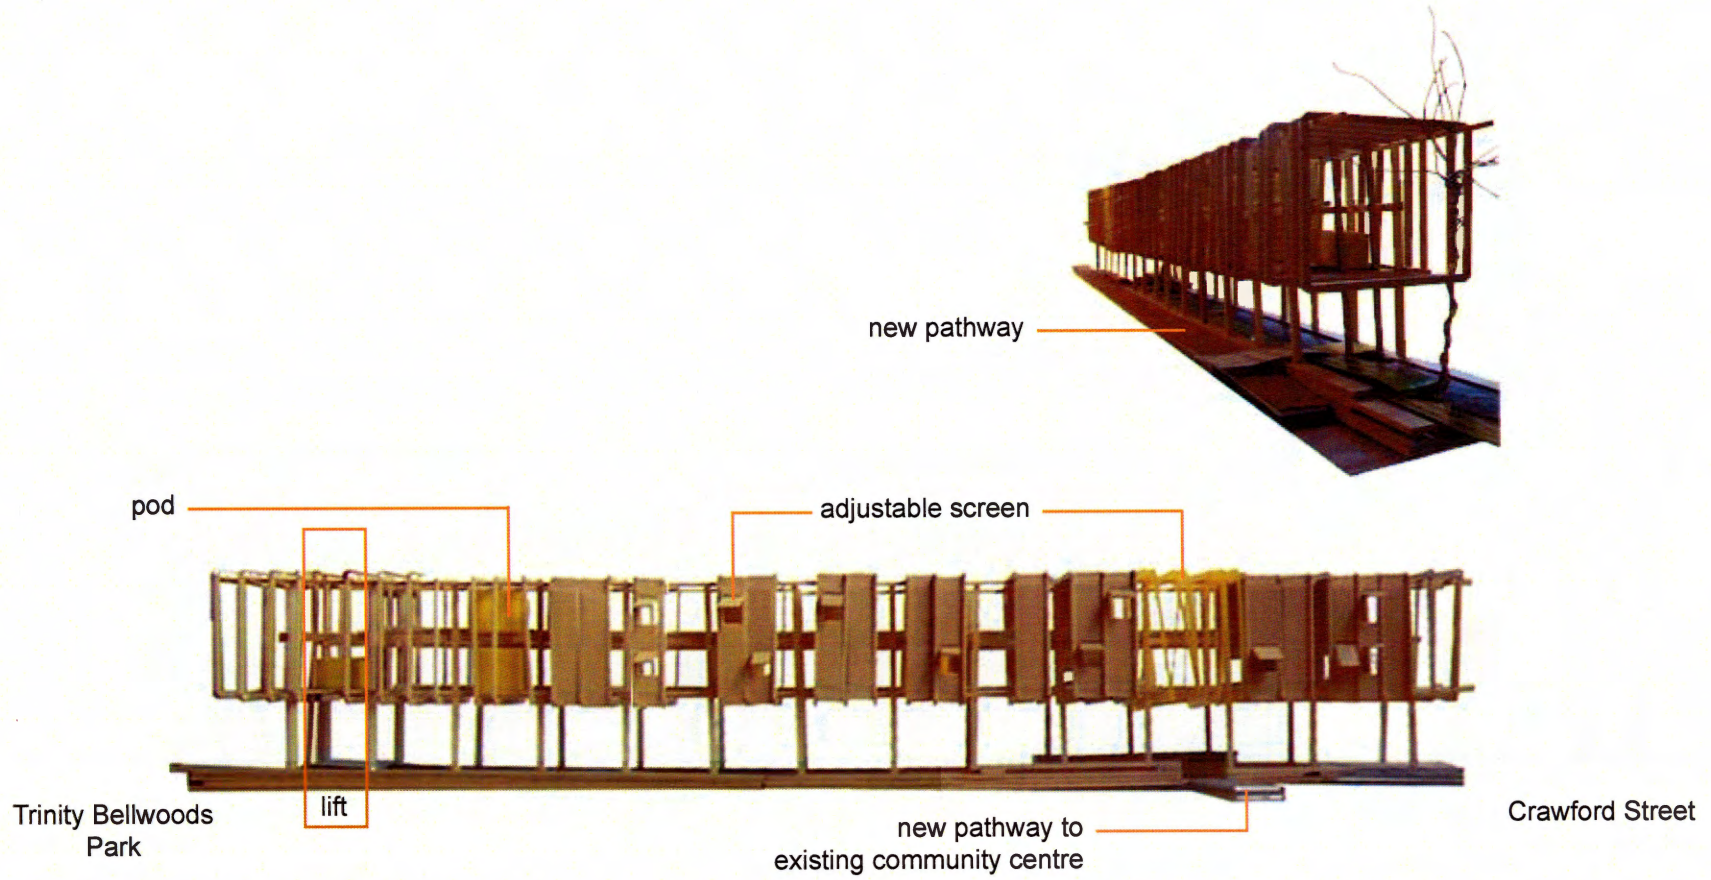 new pathway
pod
adjustable screen
lift
Trinity Bellwoods
Park
Crawford Street
new pathway to
existing community centre